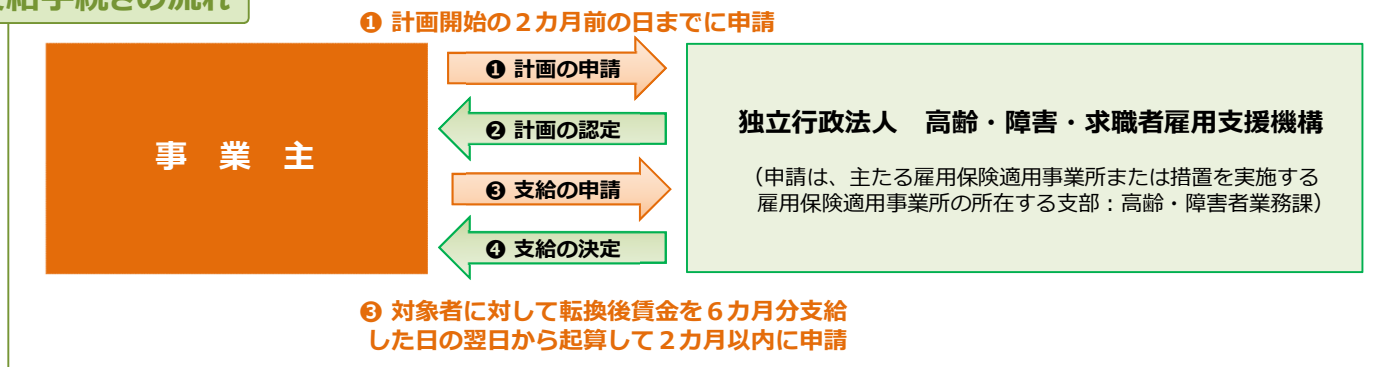 給手続きの流れ
❶ 計画開始の２カ月前の日までに申請
❶ 計画の申請
❷ 計画の認定
❸ 支給の申請
❹ 支給の決定
事 業 主
独立行政法人　高齢・障害・求職者雇用支援機構
（申請は、主たる雇用保険適用事業所または措置を実施する
雇用保険適用事業所の所在する支部：高齢・障害者業務課）
❸ 対象者に対して転換後賃金を６カ月分支給
した日の翌日から起算して２カ月以内に申請